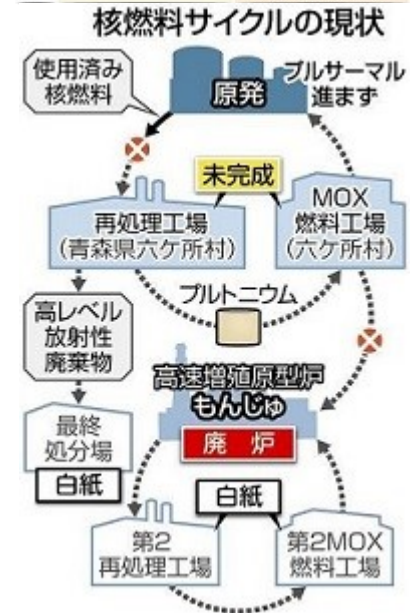 核燃料サイクルの現状
使用済み
核燃料
原発
プルサーマル
進まず
未完成
再処理工場
(青森県六ケ所村)
MOX
燃料工場
(六ケ所村)
プルトニウム
高レベル
放射性
廃棄物
高速増殖原型炉
もんじゅ
廃炉
最終
処分場
白紙
白紙
第2
再処理工場
第2MOX
燃料工場